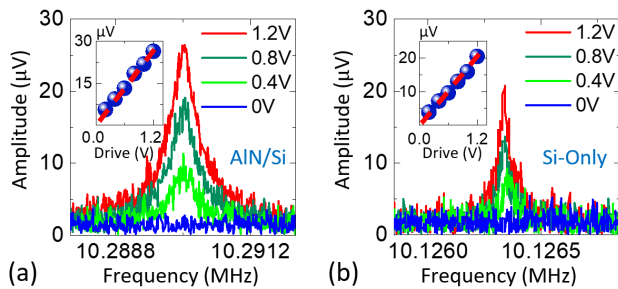 30
20
10
0
Amplitude (μV)
μV
30
15
0.0
1.2
Drive (V)
1.2V
0.8V
0.4V
0V
AlN/Si
10.2888
10.2912
(a)
Frequency (MHz)
30
20
10
0
Amplitude (μV)
μV
20
10
0.0
1.2
Drive (V)
1.2V
0.8V
0.4V
0V
Si-Only
10.1260
10.1265
(b)
Frequency (MHz)